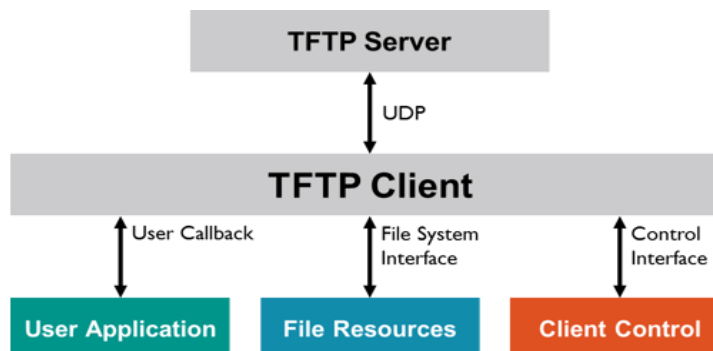 TFTP Server
UDP
TFTP Client
User Callback
File System
Interface
Control
Interface
User Application
File Resources
Client Control